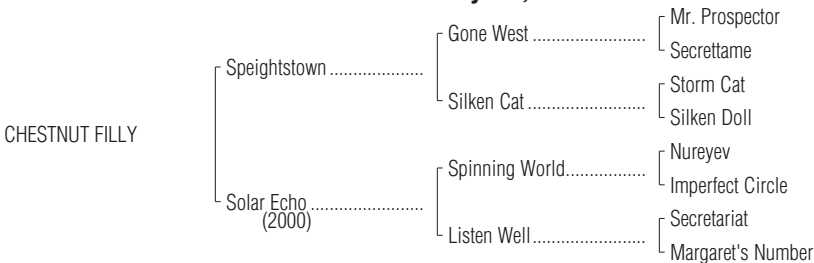 Mr. Prospector
Gone West ........................
Secrettame
Speightstown ....................
Storm Cat
Silken Cat .........................
Silken Doll
CHESTNUT FILLY
Nureyev
Spinning World.................
Imperfect Circle
Solar Echo ........................
(2000)
Secretariat
Listen Well ........................
Margaret's Number